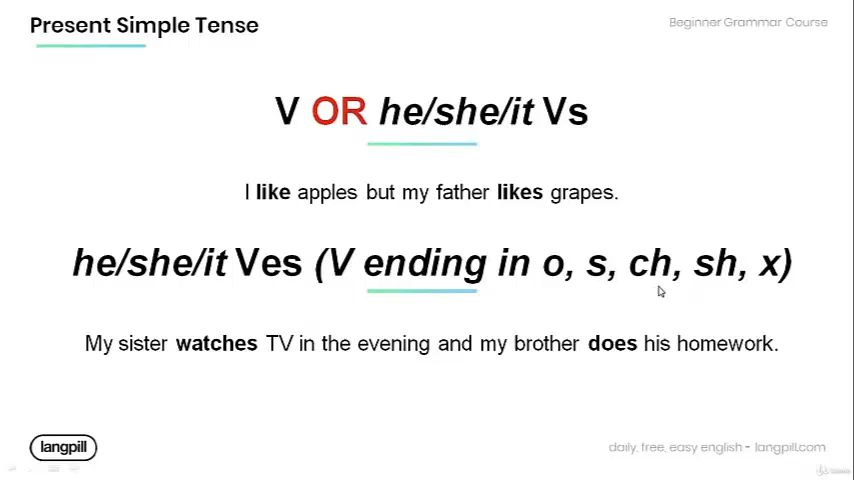 Present Simple Tense
Beginner Grammar Course
V OR he/she/it Vs
I like apples but my father likes grapes.
he/she/it Ves (V ending in o, s, ch, sh, x)
My sister watches TV in the evening and my brother does his homework.
langpill
daily, free, easy english - langpill.com